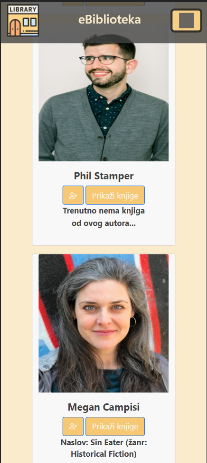 LIBRARY
eBiblioteka
Phil Stamper
Prikaži knjige
Trenutno nema knjiga
od ovog autora...
Megan Campisi
Prikaži knjige
Naslov: Sin Eater (žanr:
Historical Fiction)